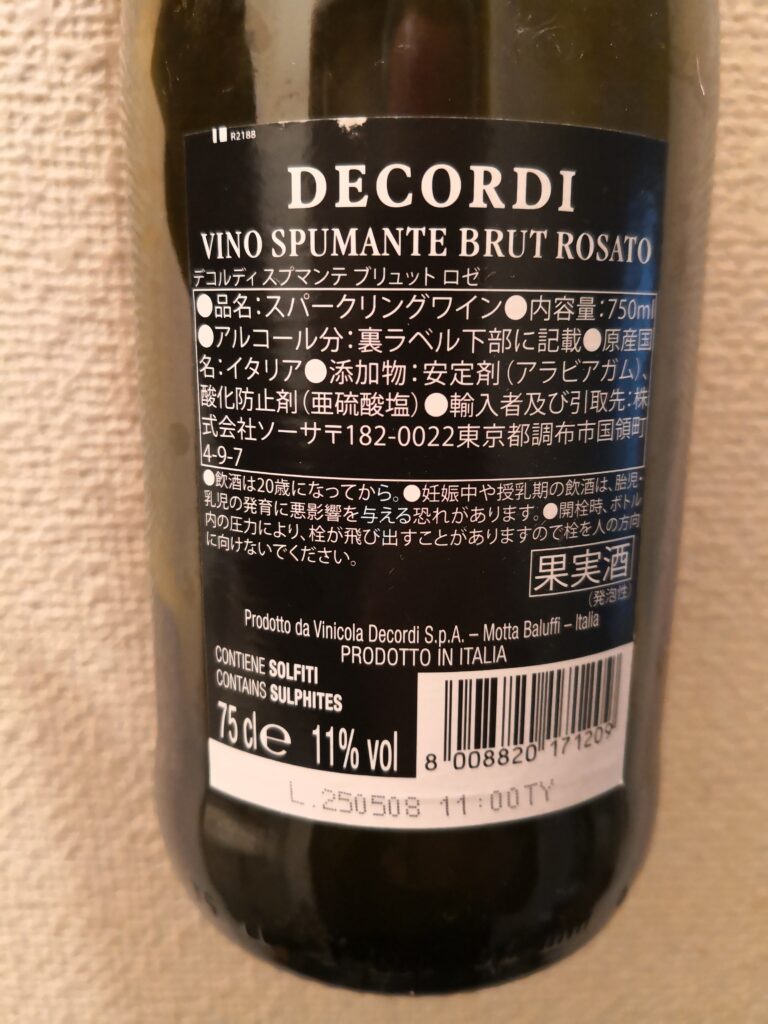 R2188
DECORDI
VINO SPUMANTE BRUT ROSATO
デコルディ スプマンテ ブリュット ロゼ
●品名：スパークリングワイン●内容量：750ml
●アルコール分：裏ラベル下部に記載●原産国
名：イタリア●添加物：安定剤（アラビアガム）、
酸化防止剤（亜硫酸塩）●輸入者及び引取先：株
式会社ソーサ〒182-0022東京都調布市国領町
4-9-7
●飲酒は20歳になってから。●妊娠中や授乳期の飲酒は、胎児・
乳児の発育に悪影響を与える恐れがあります。●開栓時、ボトル
内の圧力により、栓が飛び出すことがありますので栓を人の方向
に向けないでください。
果実酒
（発泡性）
Prodotto da Vinicola Decordi S.p.A. – Motta Baluffi – Italia
PRODOTTO IN ITALIA
CONTIENE SOLFITI
CONTAINS SULPHITES
75 cl e 11% vol
8 008820 171209
L.250508 11:00TY